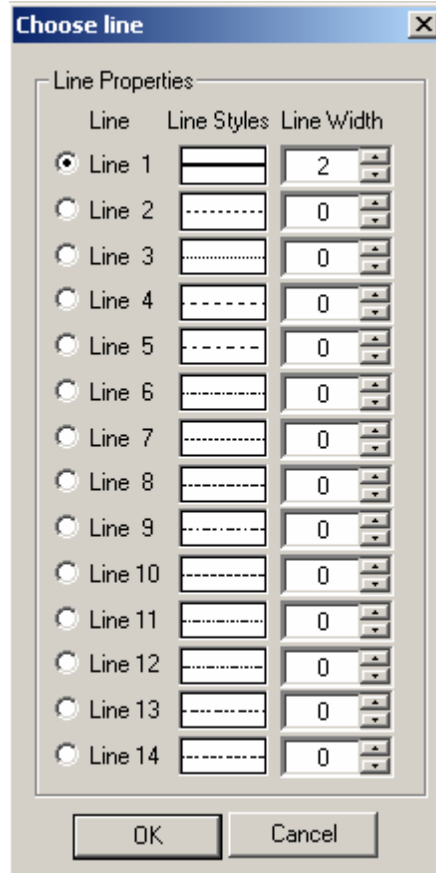 Choose line
Line Properties
Line Line Styles Line Width
Line 1 2
Line 2 0
Line 3 0
Line 4 0
Line 5 0
Line 6 0
Line 7 0
Line 8 0
Line 9 0
Line 10 0
Line 11 0
Line 12 0
Line 13 0
Line 14 0
OK Cancel